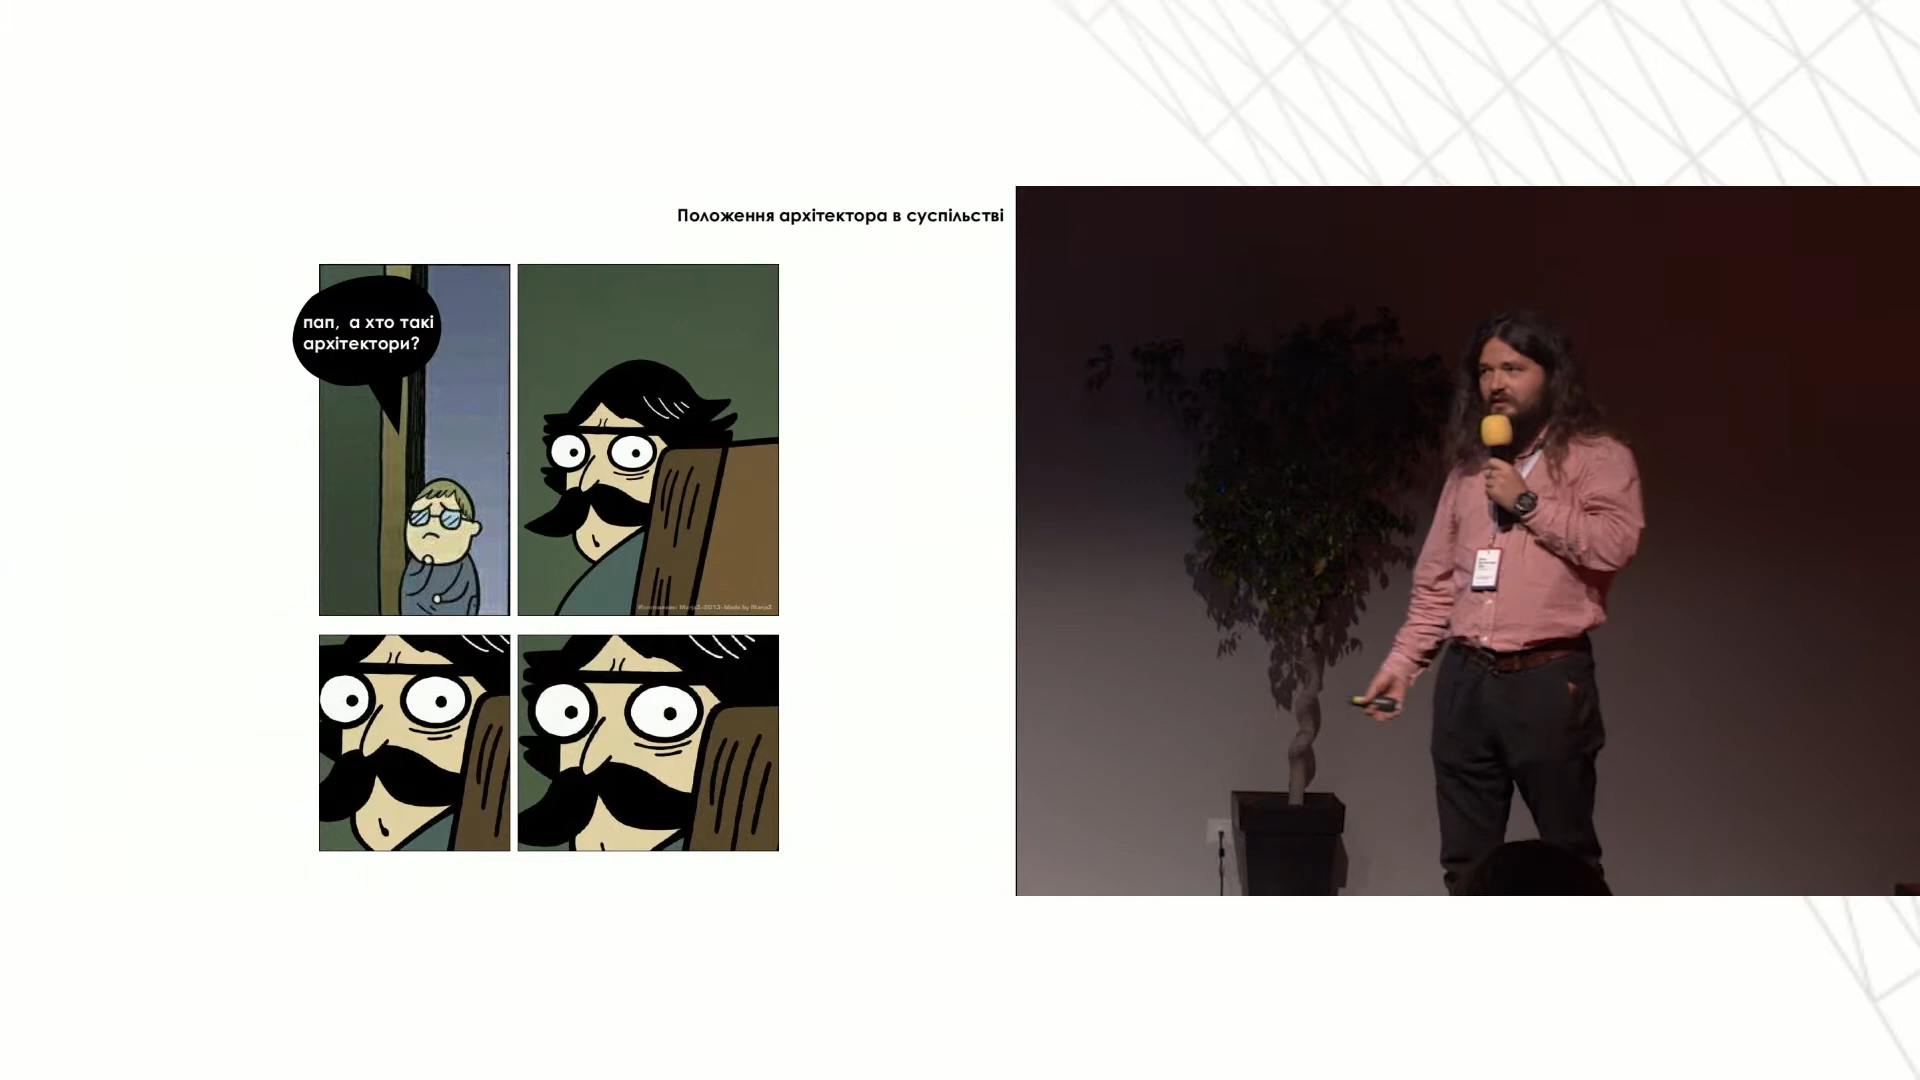 Положення архітектора в суспільстві
пап, а хто такі
архітектори?